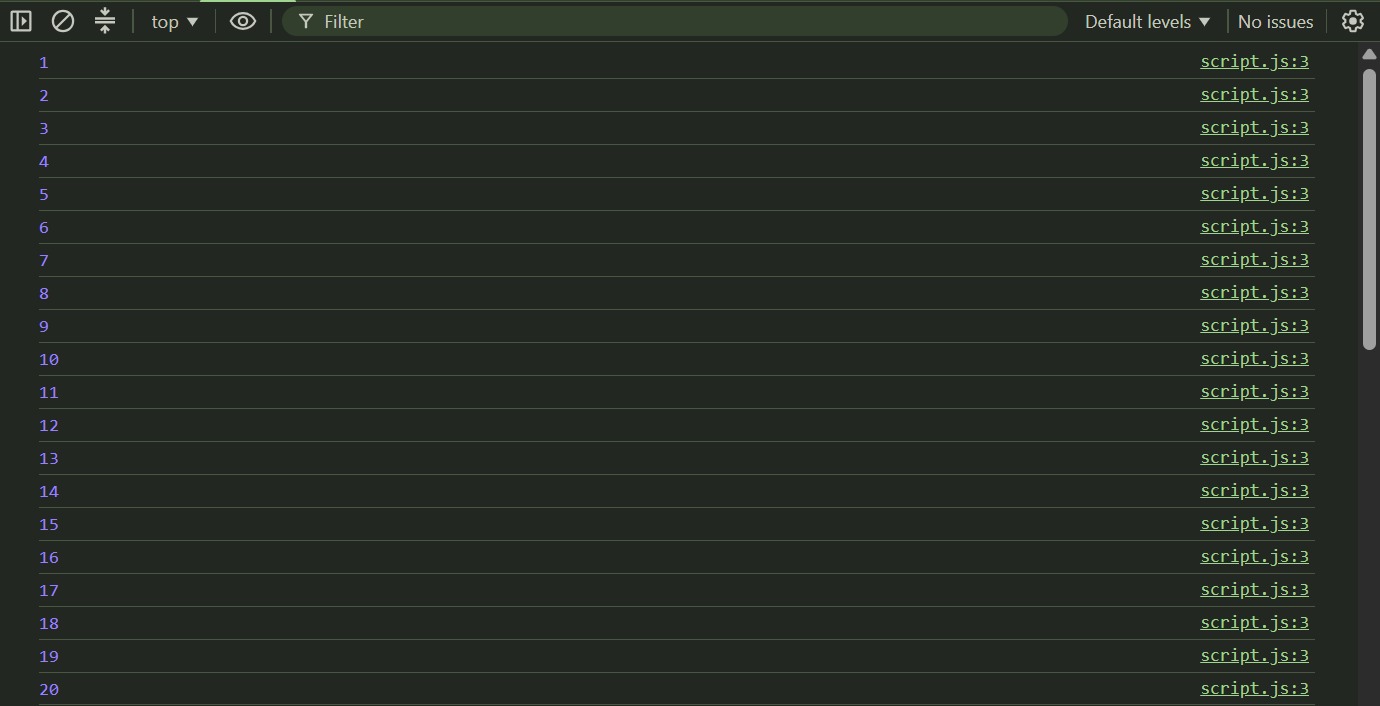 top Filter Default levels No issues
1 script.js:3
2 script.js:3
3 script.js:3
4 script.js:3
5 script.js:3
6 script.js:3
7 script.js:3
8 script.js:3
9 script.js:3
10 script.js:3
11 script.js:3
12 script.js:3
13 script.js:3
14 script.js:3
15 script.js:3
16 script.js:3
17 script.js:3
18 script.js:3
19 script.js:3
20 script.js:3